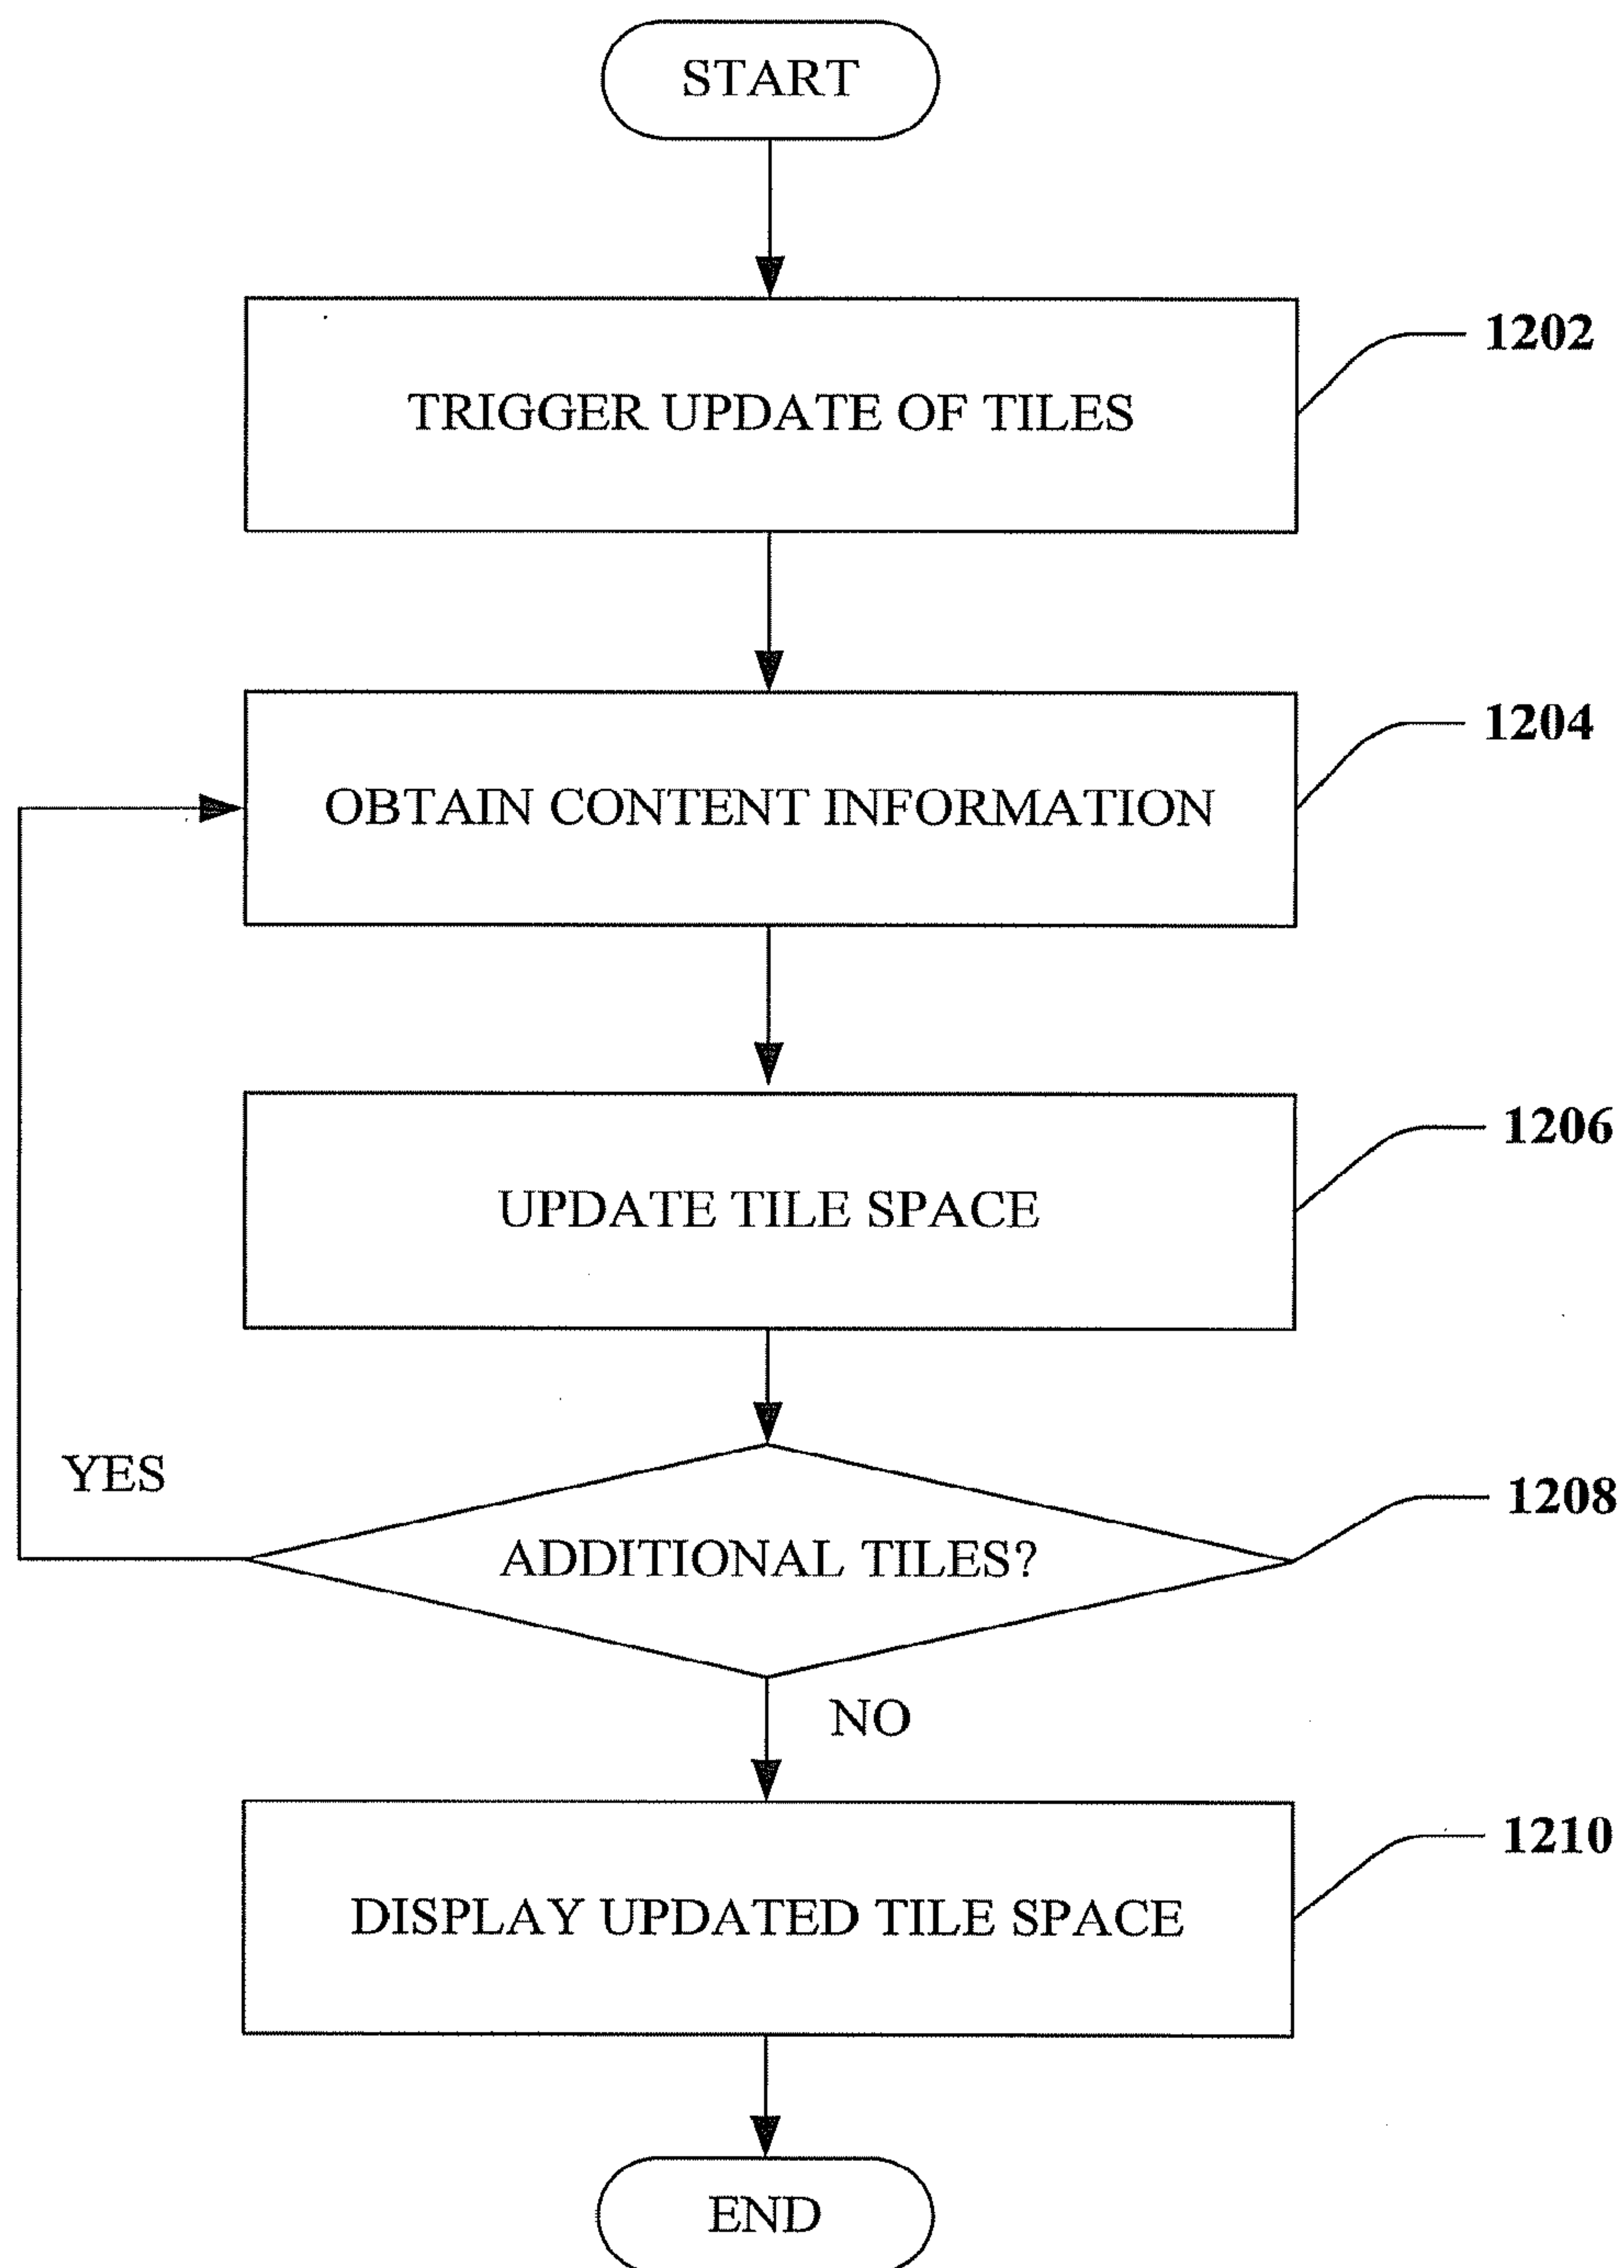 START
1202
TRIGGER UPDATE OF TILES
1204
OBTAIN CONTENT INFORMATION
1206
UPDATE TILE SPACE
YES
1208
ADDITIONAL TILES?
NO
1210
DISPLAY UPDATED TILE SPACE
END